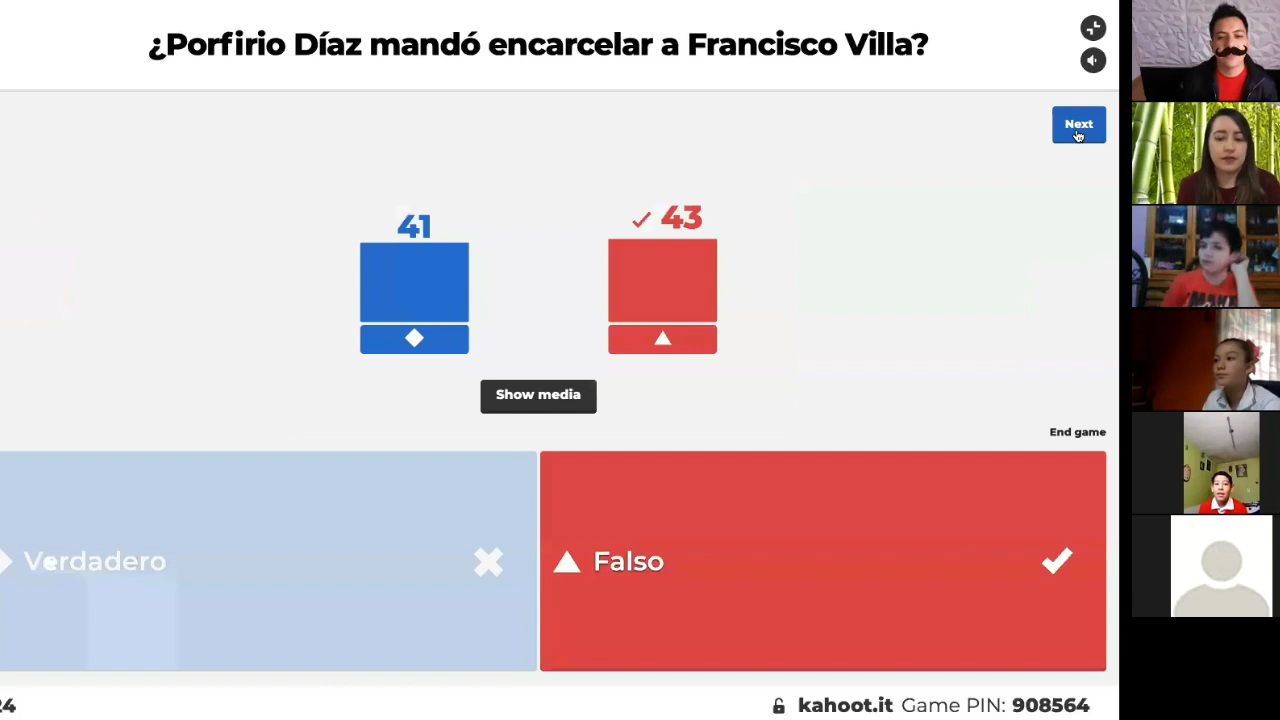 ¿Porfirio Díaz mandó encarcelar a Francisco Villa?
Next
41
43
Show media
End game
Verdadero
Falso
24
kahoot.it Game PIN: 908564